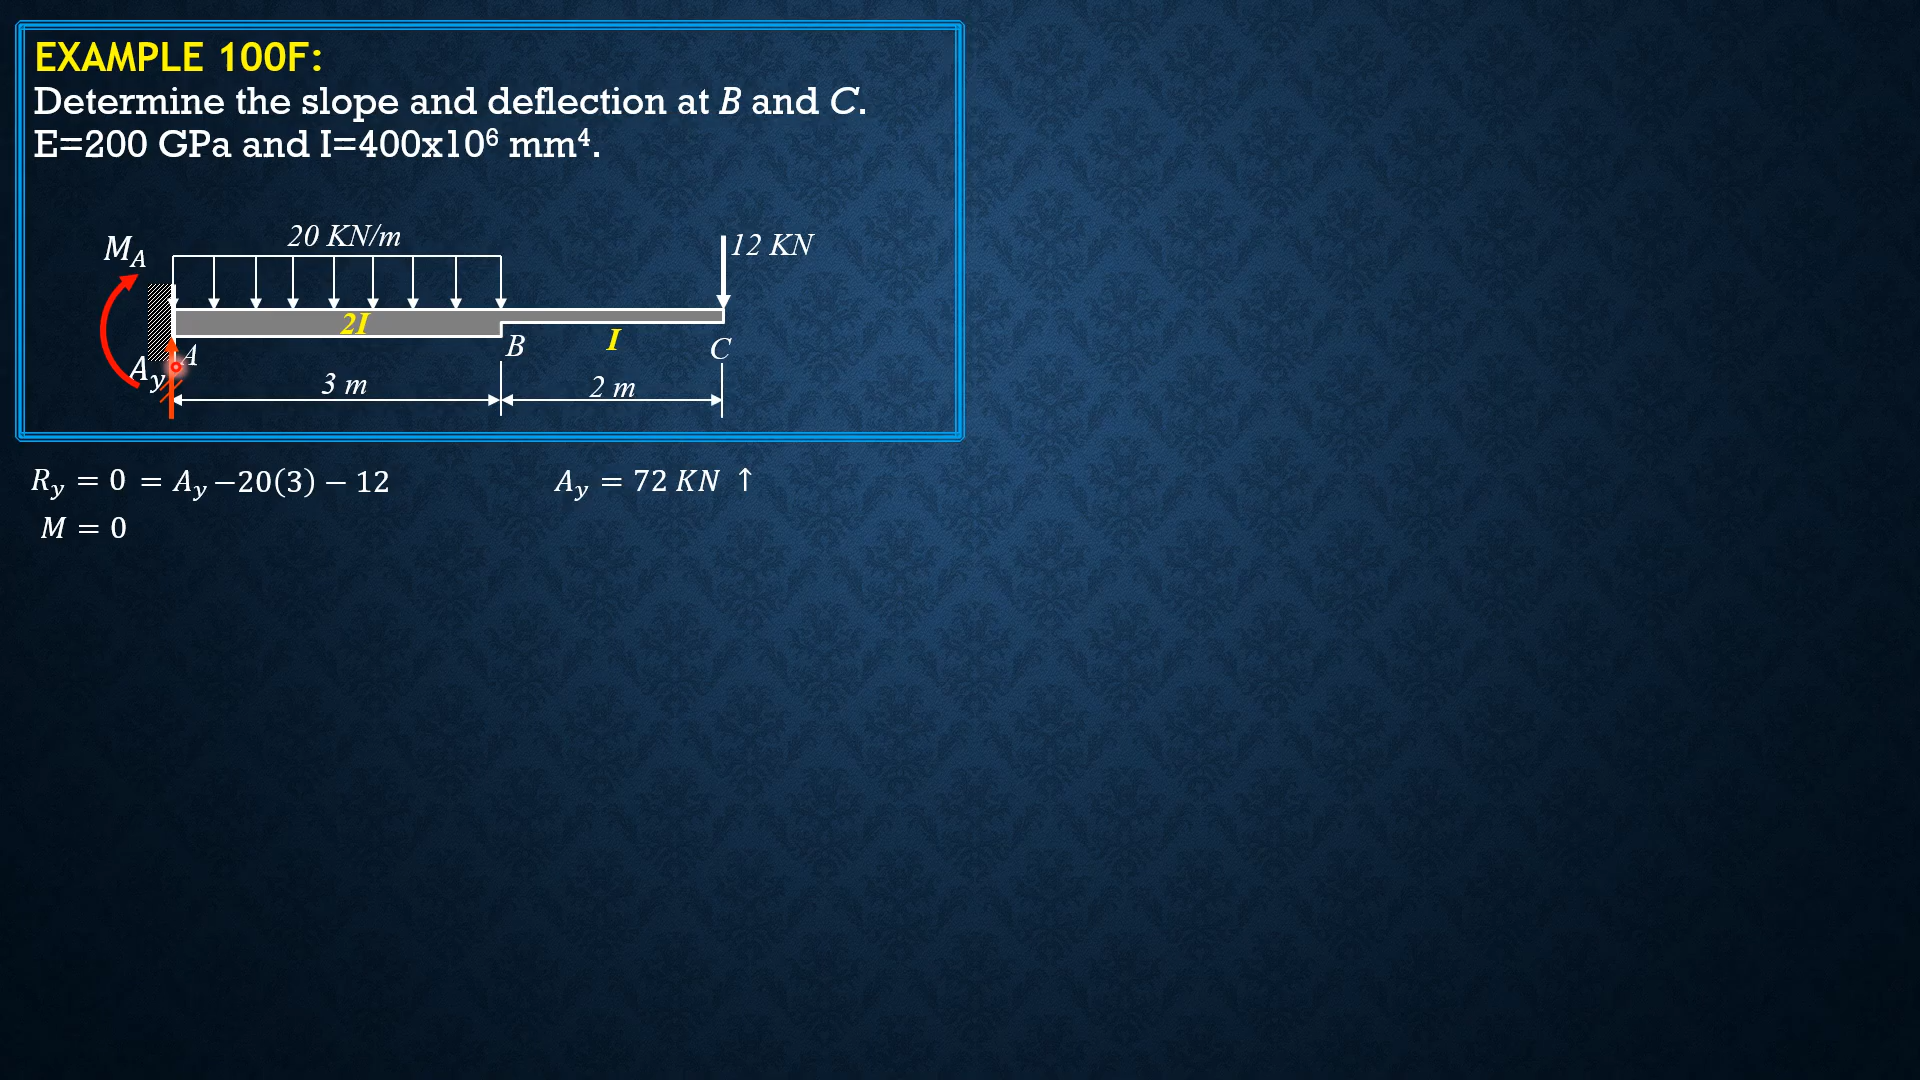 EXAMPLE 100F:
Determine the slope and deflection at B and C.
E=200 GPa and I=400x10⁶ mm⁴.
20 KN/m
12 KN
M_A
2I
I
B
C
A
A_y
3 m
2 m
R_y = 0 = A_y −20(3) − 12
A_y = 72 KN ↑
M = 0